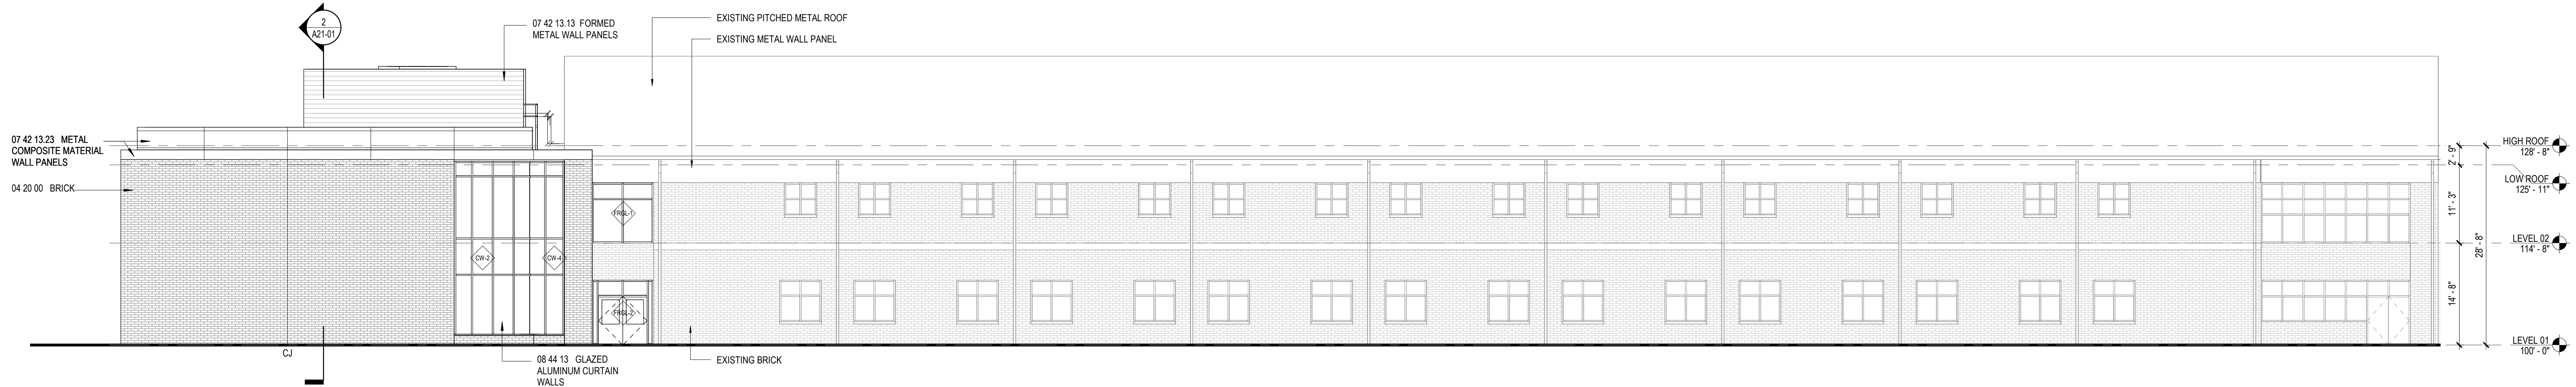 2
A21-01
07 42 13.13  FORMED
METAL WALL PANELS
EXISTING PITCHED METAL ROOF
EXISTING METAL WALL PANEL
07 42 13.23  METAL
COMPOSITE MATERIAL
WALL PANELS
04 20 00  BRICK
FRGL-1
CW-2
CW-4
FRGL-2
CJ
08 44 13  GLAZED
ALUMINUM CURTAIN
WALLS
EXISTING BRICK
2' - 9"
11' - 3"
14' - 8"
28' - 8"
HIGH ROOF
128' - 8"
LOW ROOF
125' - 11"
LEVEL 02
114' - 8"
LEVEL 01
100' - 0"